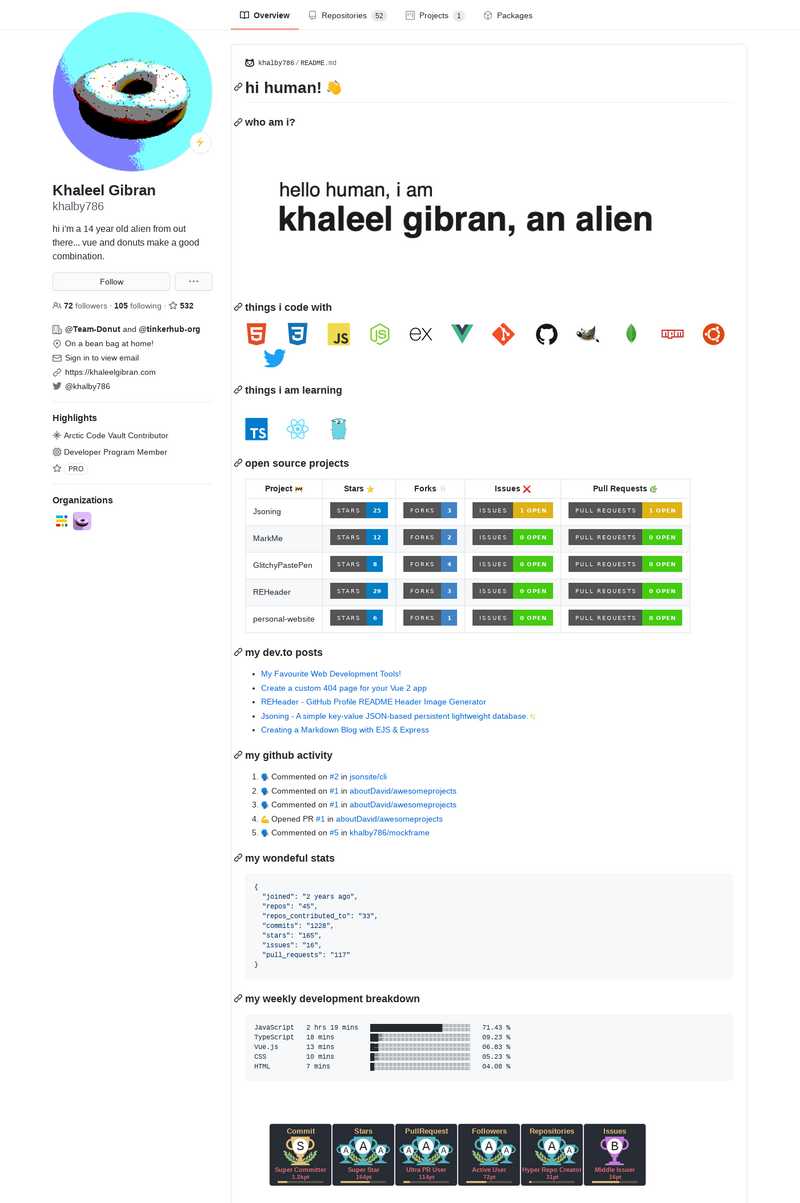 Overview Repositories 52 Projects 1 Packages
Khaleel Gibran
khalby786
hi i'm a 14 year old alien from out
there... vue and donuts make a good
combination.
Follow
72 followers · 105 following · 532
@Team-Donut and @tinkerhub-org
On a bean bag at home!
Sign in to view email
https://khaleelgibran.com
@khalby786
Highlights
Arctic Code Vault Contributor
Developer Program Member
PRO
Organizations
khalby786/README.md
hi human! 👋
who am i?
hello human, i am
khaleel gibran, an alien
things i code with
JS
JS
ex
npm
things i am learning
TS
open source projects
Project Stars Forks Issues Pull Requests
Jsoning STARS 25 FORKS 3 ISSUES 1 OPEN PULL REQUESTS 1 OPEN
MarkMe STARS 12 FORKS 2 ISSUES 0 OPEN PULL REQUESTS 0 OPEN
GlitchyPastePen STARS 8 FORKS 4 ISSUES 0 OPEN PULL REQUESTS 0 OPEN
REHeader STARS 29 FORKS 3 ISSUES 0 OPEN PULL REQUESTS 0 OPEN
personal-website STARS 6 FORKS 1 ISSUES 0 OPEN PULL REQUESTS 0 OPEN
my dev.to posts
• My Favourite Web Development Tools!
• Create a custom 404 page for your Vue 2 app
• REHeader - GitHub Profile README Header Image Generator
• Jsoning - A simple key-value JSON-based persistent lightweight database.✨
• Creating a Markdown Blog with EJS & Express
my github activity
1. 🗣 Commented on #2 in jsonsite/cli
2. 🗣 Commented on #1 in aboutDavid/awesomeprojects
3. 🗣 Commented on #1 in aboutDavid/awesomeprojects
4. 💪 Opened PR #1 in aboutDavid/awesomeprojects
5. 🗣 Commented on #5 in khalby786/mockframe
my wondeful stats
{
"joined": "2 years ago",
"repos": "45",
"repos_contributed_to": "33",
"commits": "1228",
"stars": "165",
"issues": "16",
"pull_requests": "117"
}
my weekly development breakdown
JavaScript 2 hrs 19 mins 71.43 %
TypeScript 18 mins 09.23 %
Vue.js 13 mins 06.83 %
CSS 10 mins 05.23 %
HTML 7 mins 04.08 %
Commit Stars PullRequest Followers Repositories Issues
S A A A A A A A A B
Super Committer Super Star Ultra PR User Active User Hyper Repo Creator Middle Issuer
1.2kpt 164pt 114pt 72pt 51pt 16pt